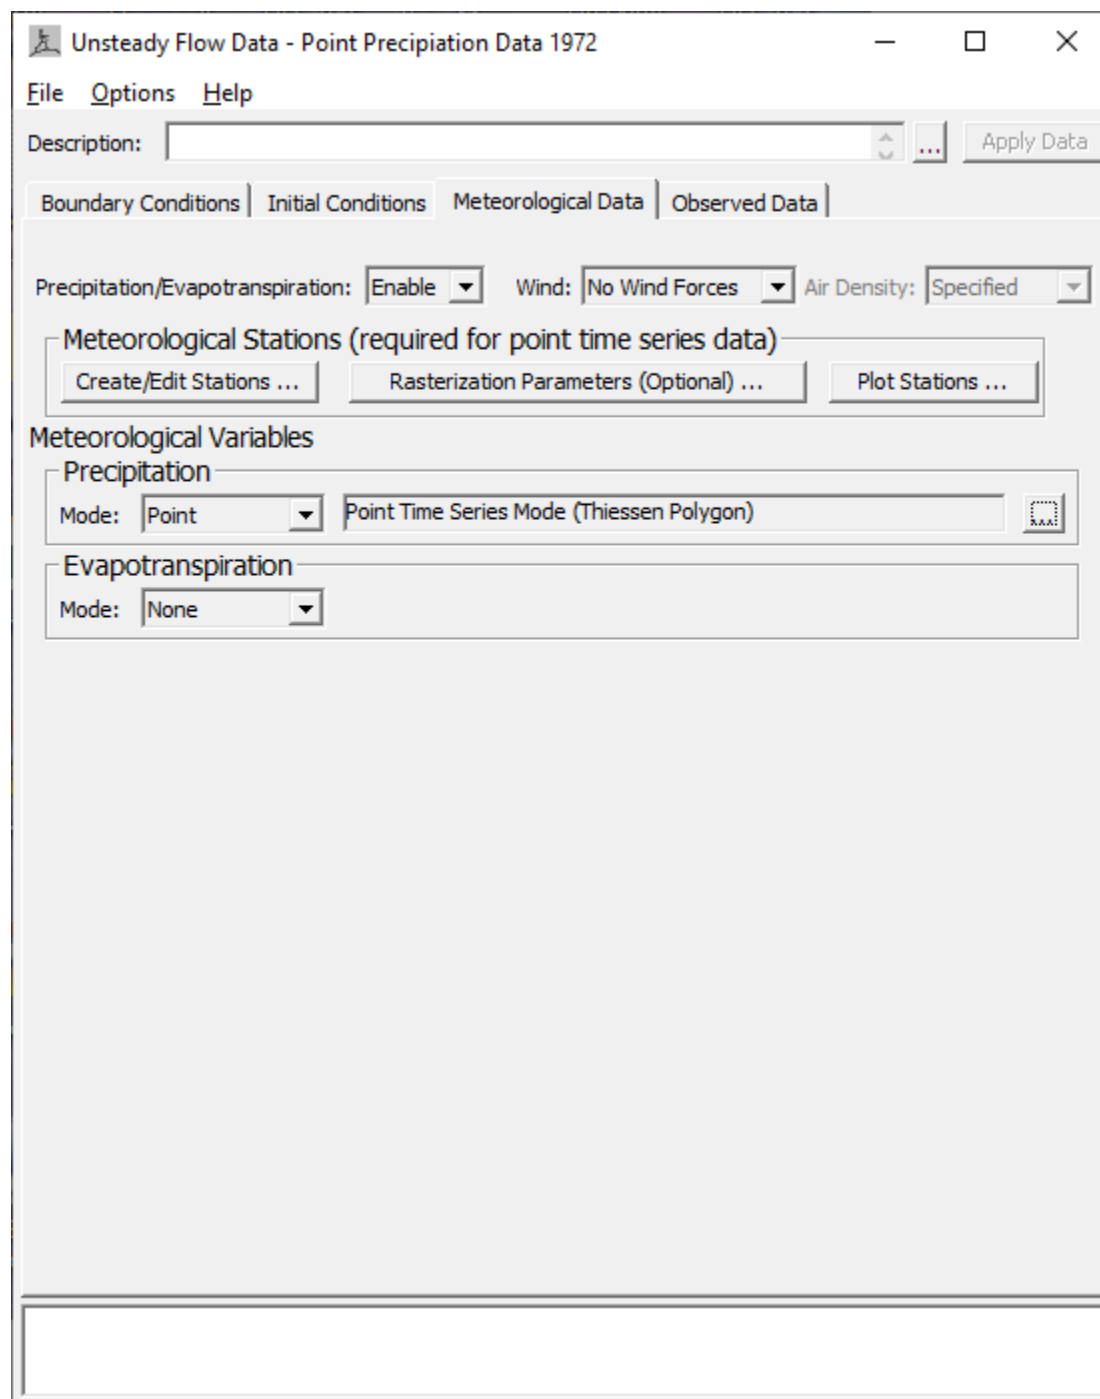 Unsteady Flow Data - Point Precipiation Data 1972
File Options Help
Description: ... Apply Data
Boundary Conditions Initial Conditions Meteorological Data Observed Data
Precipitation/Evapotranspiration: Enable Wind: No Wind Forces Air Density: Specified
Meteorological Stations (required for point time series data)
Create/Edit Stations ... Rasterization Parameters (Optional) ... Plot Stations ...
Meteorological Variables
Precipitation
Mode: Point Point Time Series Mode (Thiessen Polygon) ...
Evapotranspiration
Mode: None